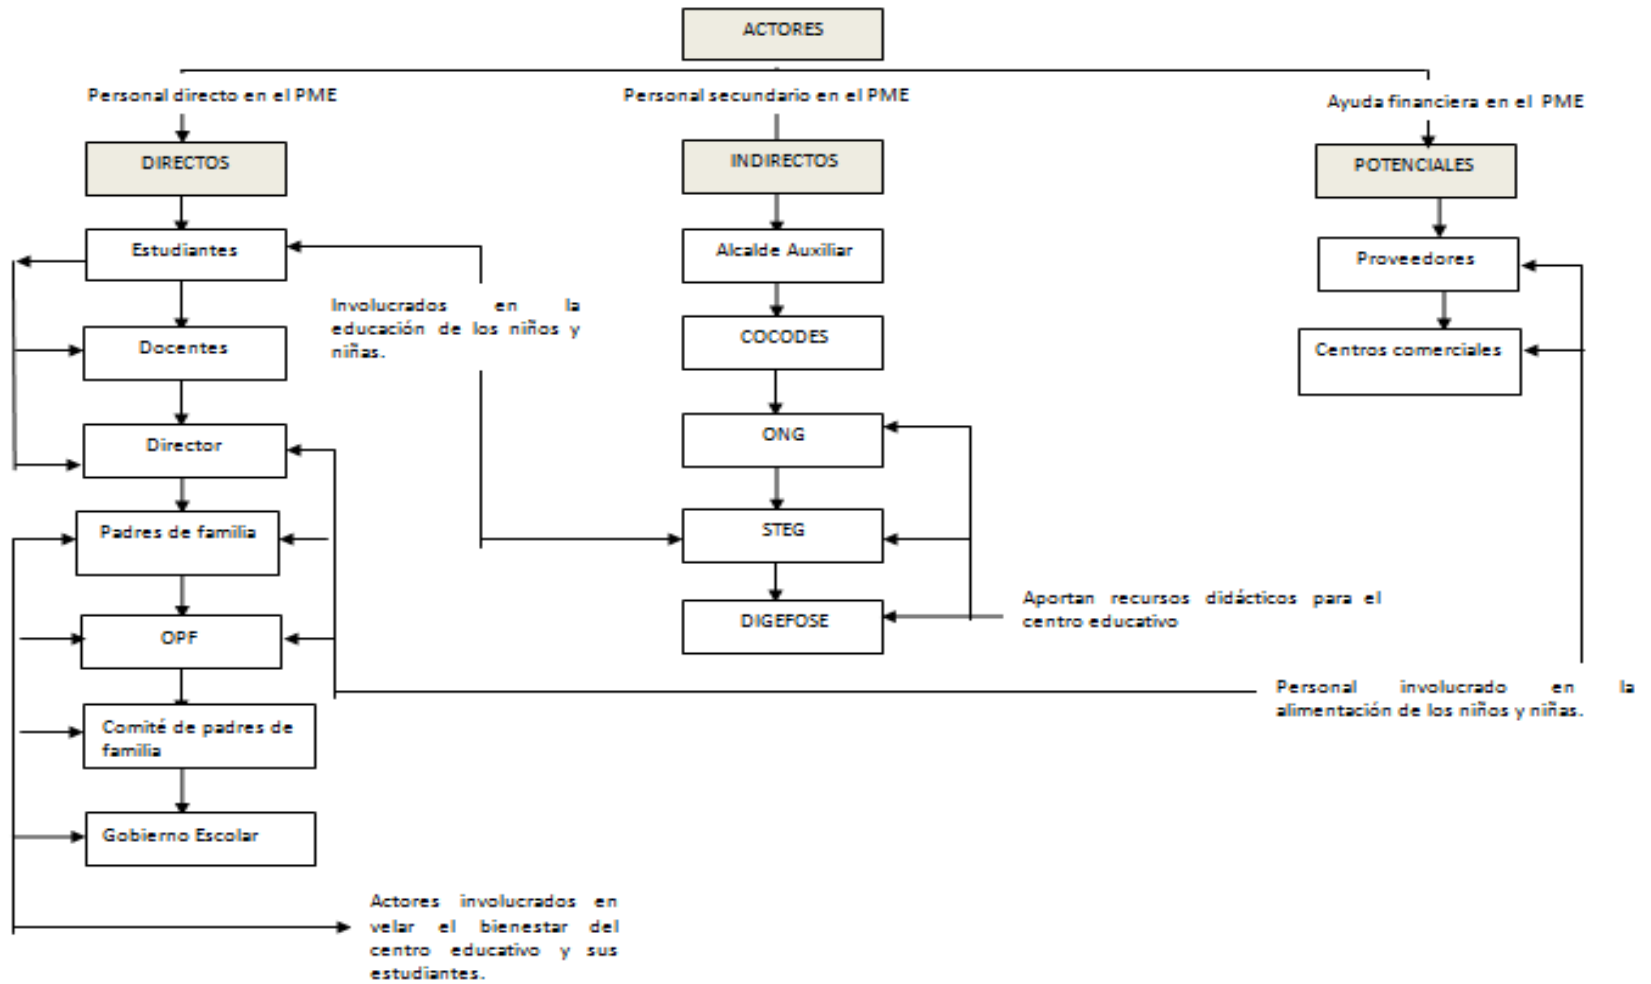 ACTORES
Personal directo en el PME
Personal secundario en el PME
Ayuda financiera en el PME
DIRECTOS
INDIRECTOS
POTENCIALES
Estudiantes
Alcalde Auxiliar
Proveedores
Involucrados en la
educación de los niños y
niñas.
Docentes
COCODES
Centros comerciales
Director
ONG
Padres de familia
STEG
Aportan recursos didácticos para el
centro educativo
OPF
DIGEFOSE
Personal involucrado en la
alimentación de los niños y niñas.
Comité de padres de
familia
Gobierno Escolar
Actores involucrados en
velar el bienestar del
centro educativo y sus
estudiantes.